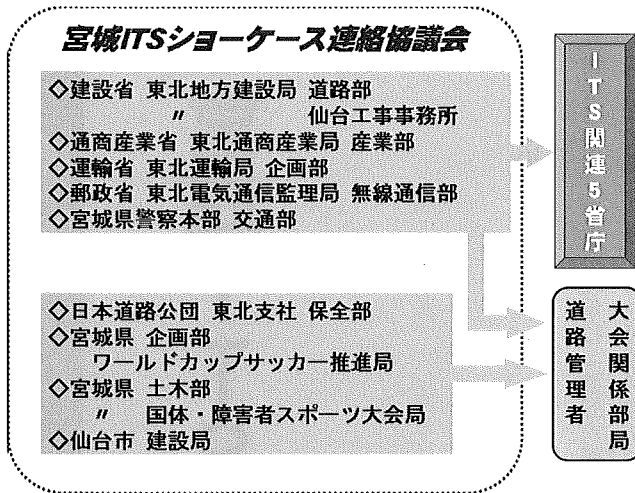 宮城ITSショーケース連絡協議会
◇建設省 東北地方建設局 道路部
〃 仙台工事事務所
◇通商産業省 東北通商産業局 産業部
◇運輸省 東北運輸局 企画部
◇郵政省 東北電気通信監理局 無線通信部
◇宮城県警察本部 交通部
ITS関連5省庁
◇日本道路公団 東北支社 保全部
◇宮城県 企画部
ワールドカップサッカー推進局
◇宮城県 土木部
〃 国体・障害者スポーツ大会局
◇仙台市 建設局
大会関係部局
道路管理者